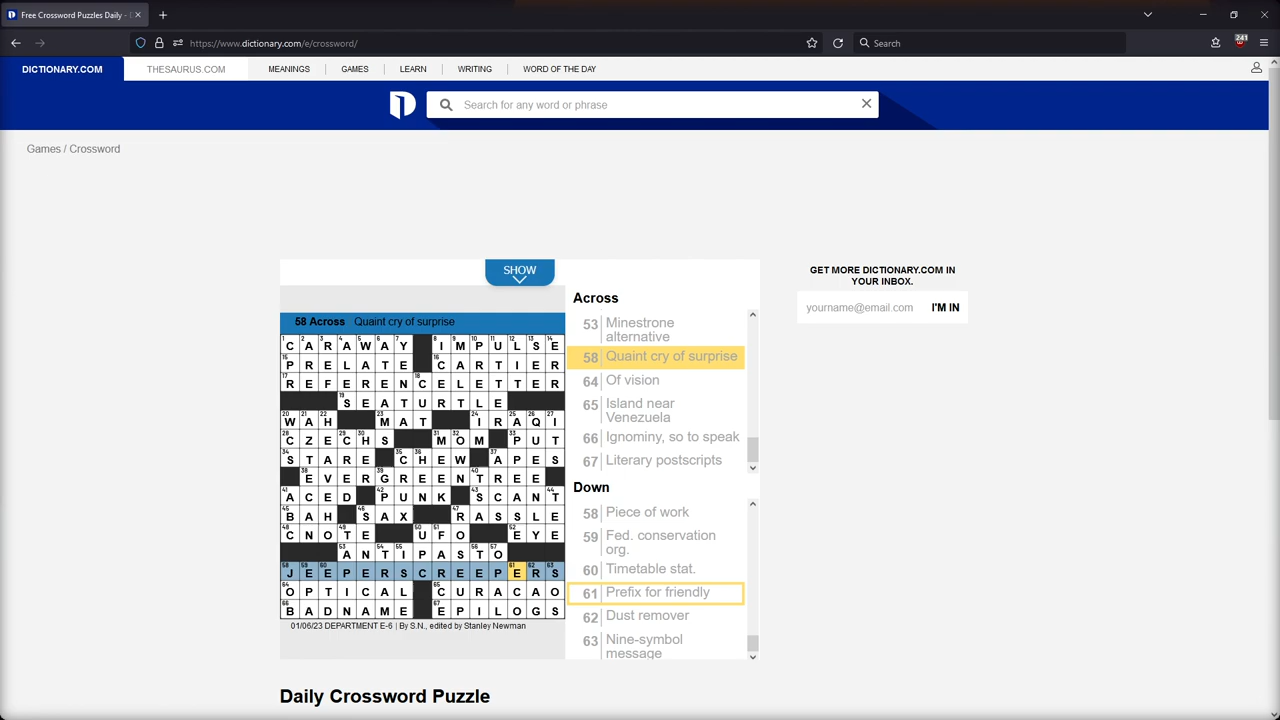 Free Crossword Puzzles Daily - (
https://www.dictionary.com/e/crossword/
Search
241
DICTIONARY.COM
THESAURUS.COM
MEANINGS
GAMES
LEARN
WRITING
WORD OF THE DAY
Search for any word or phrase
Games / Crossword
SHOW
58 Across Quaint cry of surprise
CARAWAY IMPULSE
PRELATE CARTIER
REFERENCELETTER
SEATURTLE
WAH MAT IRAQI
CZECHS MOM PUT
STARE CHEW APES
EVERGREENTREE
ACED PUNK SCANT
BAH SAX RASSLE
CNOTE UFO EYE
ANTIPASTO
JEEPERSCREEPERS
OPTICAL CURACAO
BADNAME EPILOGS
01/06/23 DEPARTMENT E-6 | By S.N., edited by Stanley Newman
Across
53 Minestrone
alternative
58 Quaint cry of surprise
64 Of vision
65 Island near
Venezuela
66 Ignominy, so to speak
67 Literary postscripts
Down
58 Piece of work
59 Fed. conservation
org.
60 Timetable stat.
61 Prefix for friendly
62 Dust remover
63 Nine-symbol
message
GET MORE DICTIONARY.COM IN
YOUR INBOX.
yourname@email.com I'M IN
Daily Crossword Puzzle